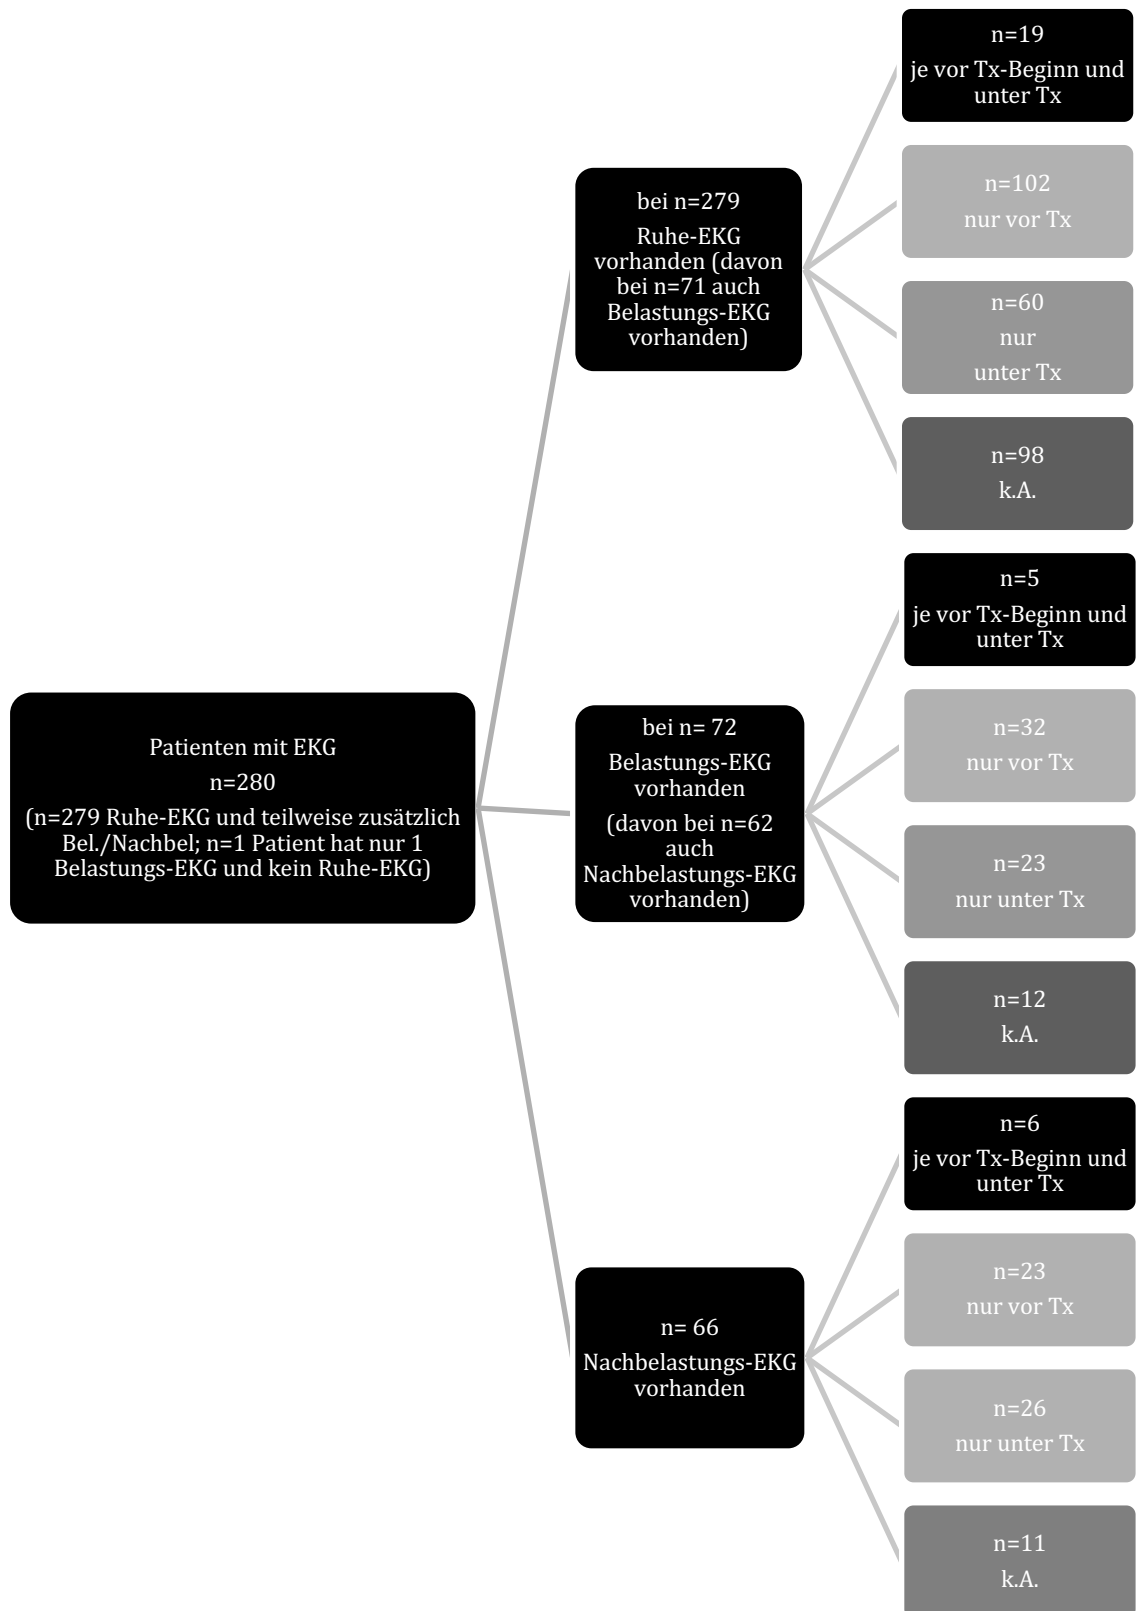 Patienten mit EKG
n=280
(n=279 Ruhe-EKG und teilweise zusätzlich
Bel./Nachbel; n=1 Patient hat nur 1
Belastungs-EKG und kein Ruhe-EKG)
bei n=279
Ruhe-EKG
vorhanden (davon
bei n=71 auch
Belastungs-EKG
vorhanden)
n=19
je vor Tx-Beginn und
unter Tx
n=102
nur vor Tx
n=60
nur
unter Tx
n=98
k.A.
bei n= 72
Belastungs-EKG
vorhanden
(davon bei n=62
auch
Nachbelastungs-EKG
vorhanden)
n=5
je vor Tx-Beginn und
unter Tx
n=32
nur vor Tx
n=23
nur unter Tx
n=12
k.A.
n= 66
Nachbelastungs-EKG
vorhanden
n=6
je vor Tx-Beginn und
unter Tx
n=23
nur vor Tx
n=26
nur unter Tx
n=11
k.A.